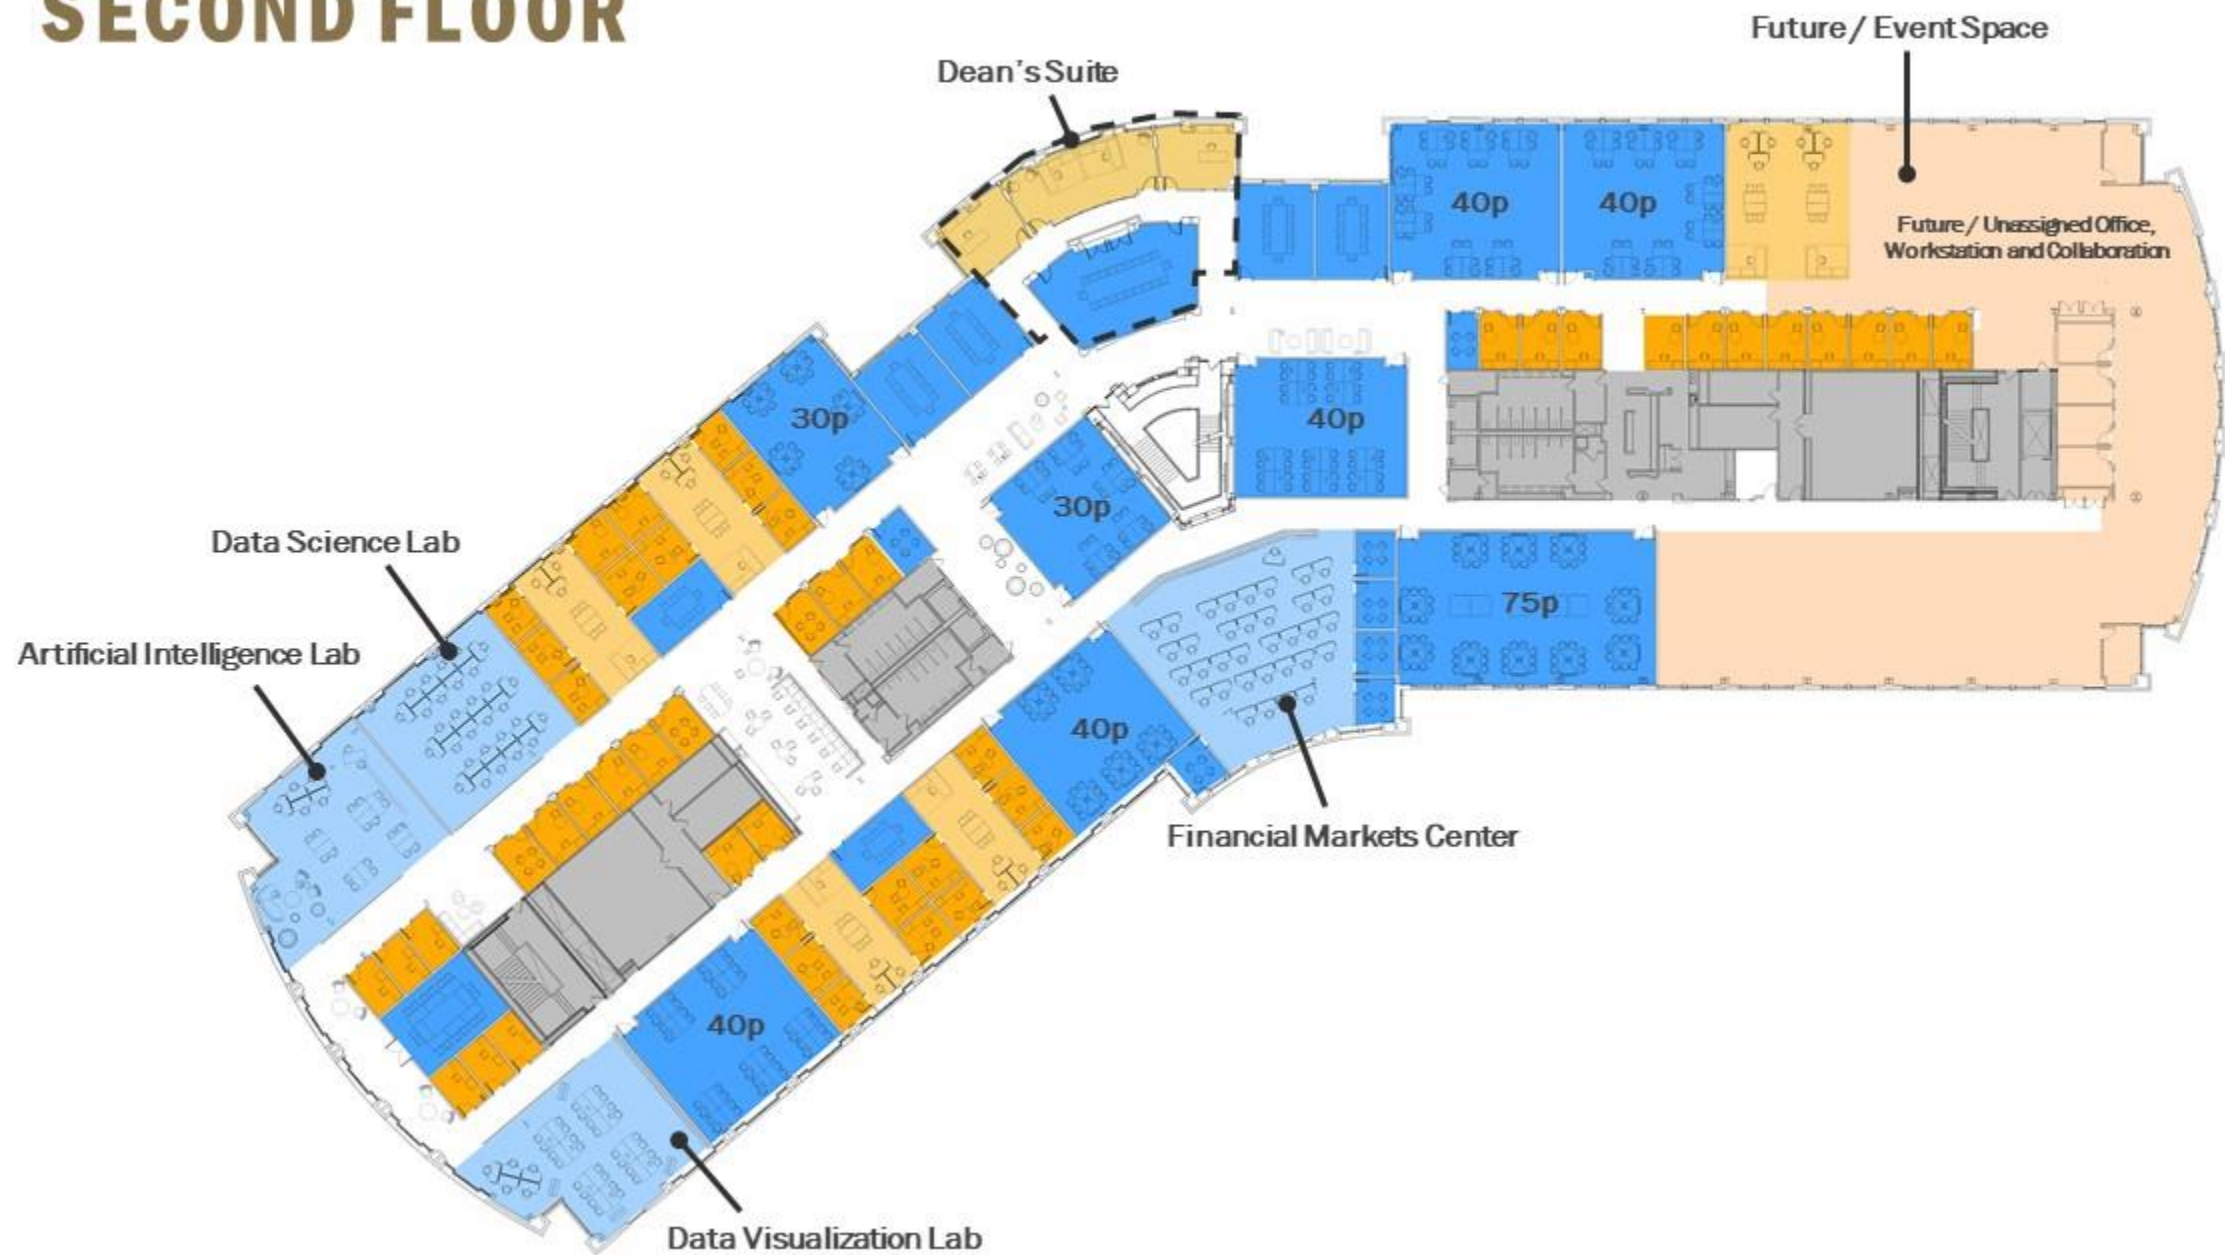 SECOND FLOOR
Future / Event Space
Dean's Suite
40p
40p
Future / Unassigned Office,
Workstation and Collaboration
30p
40p
30p
Data Science Lab
75p
Artificial Intelligence Lab
40p
Financial Markets Center
40p
Data Visualization Lab